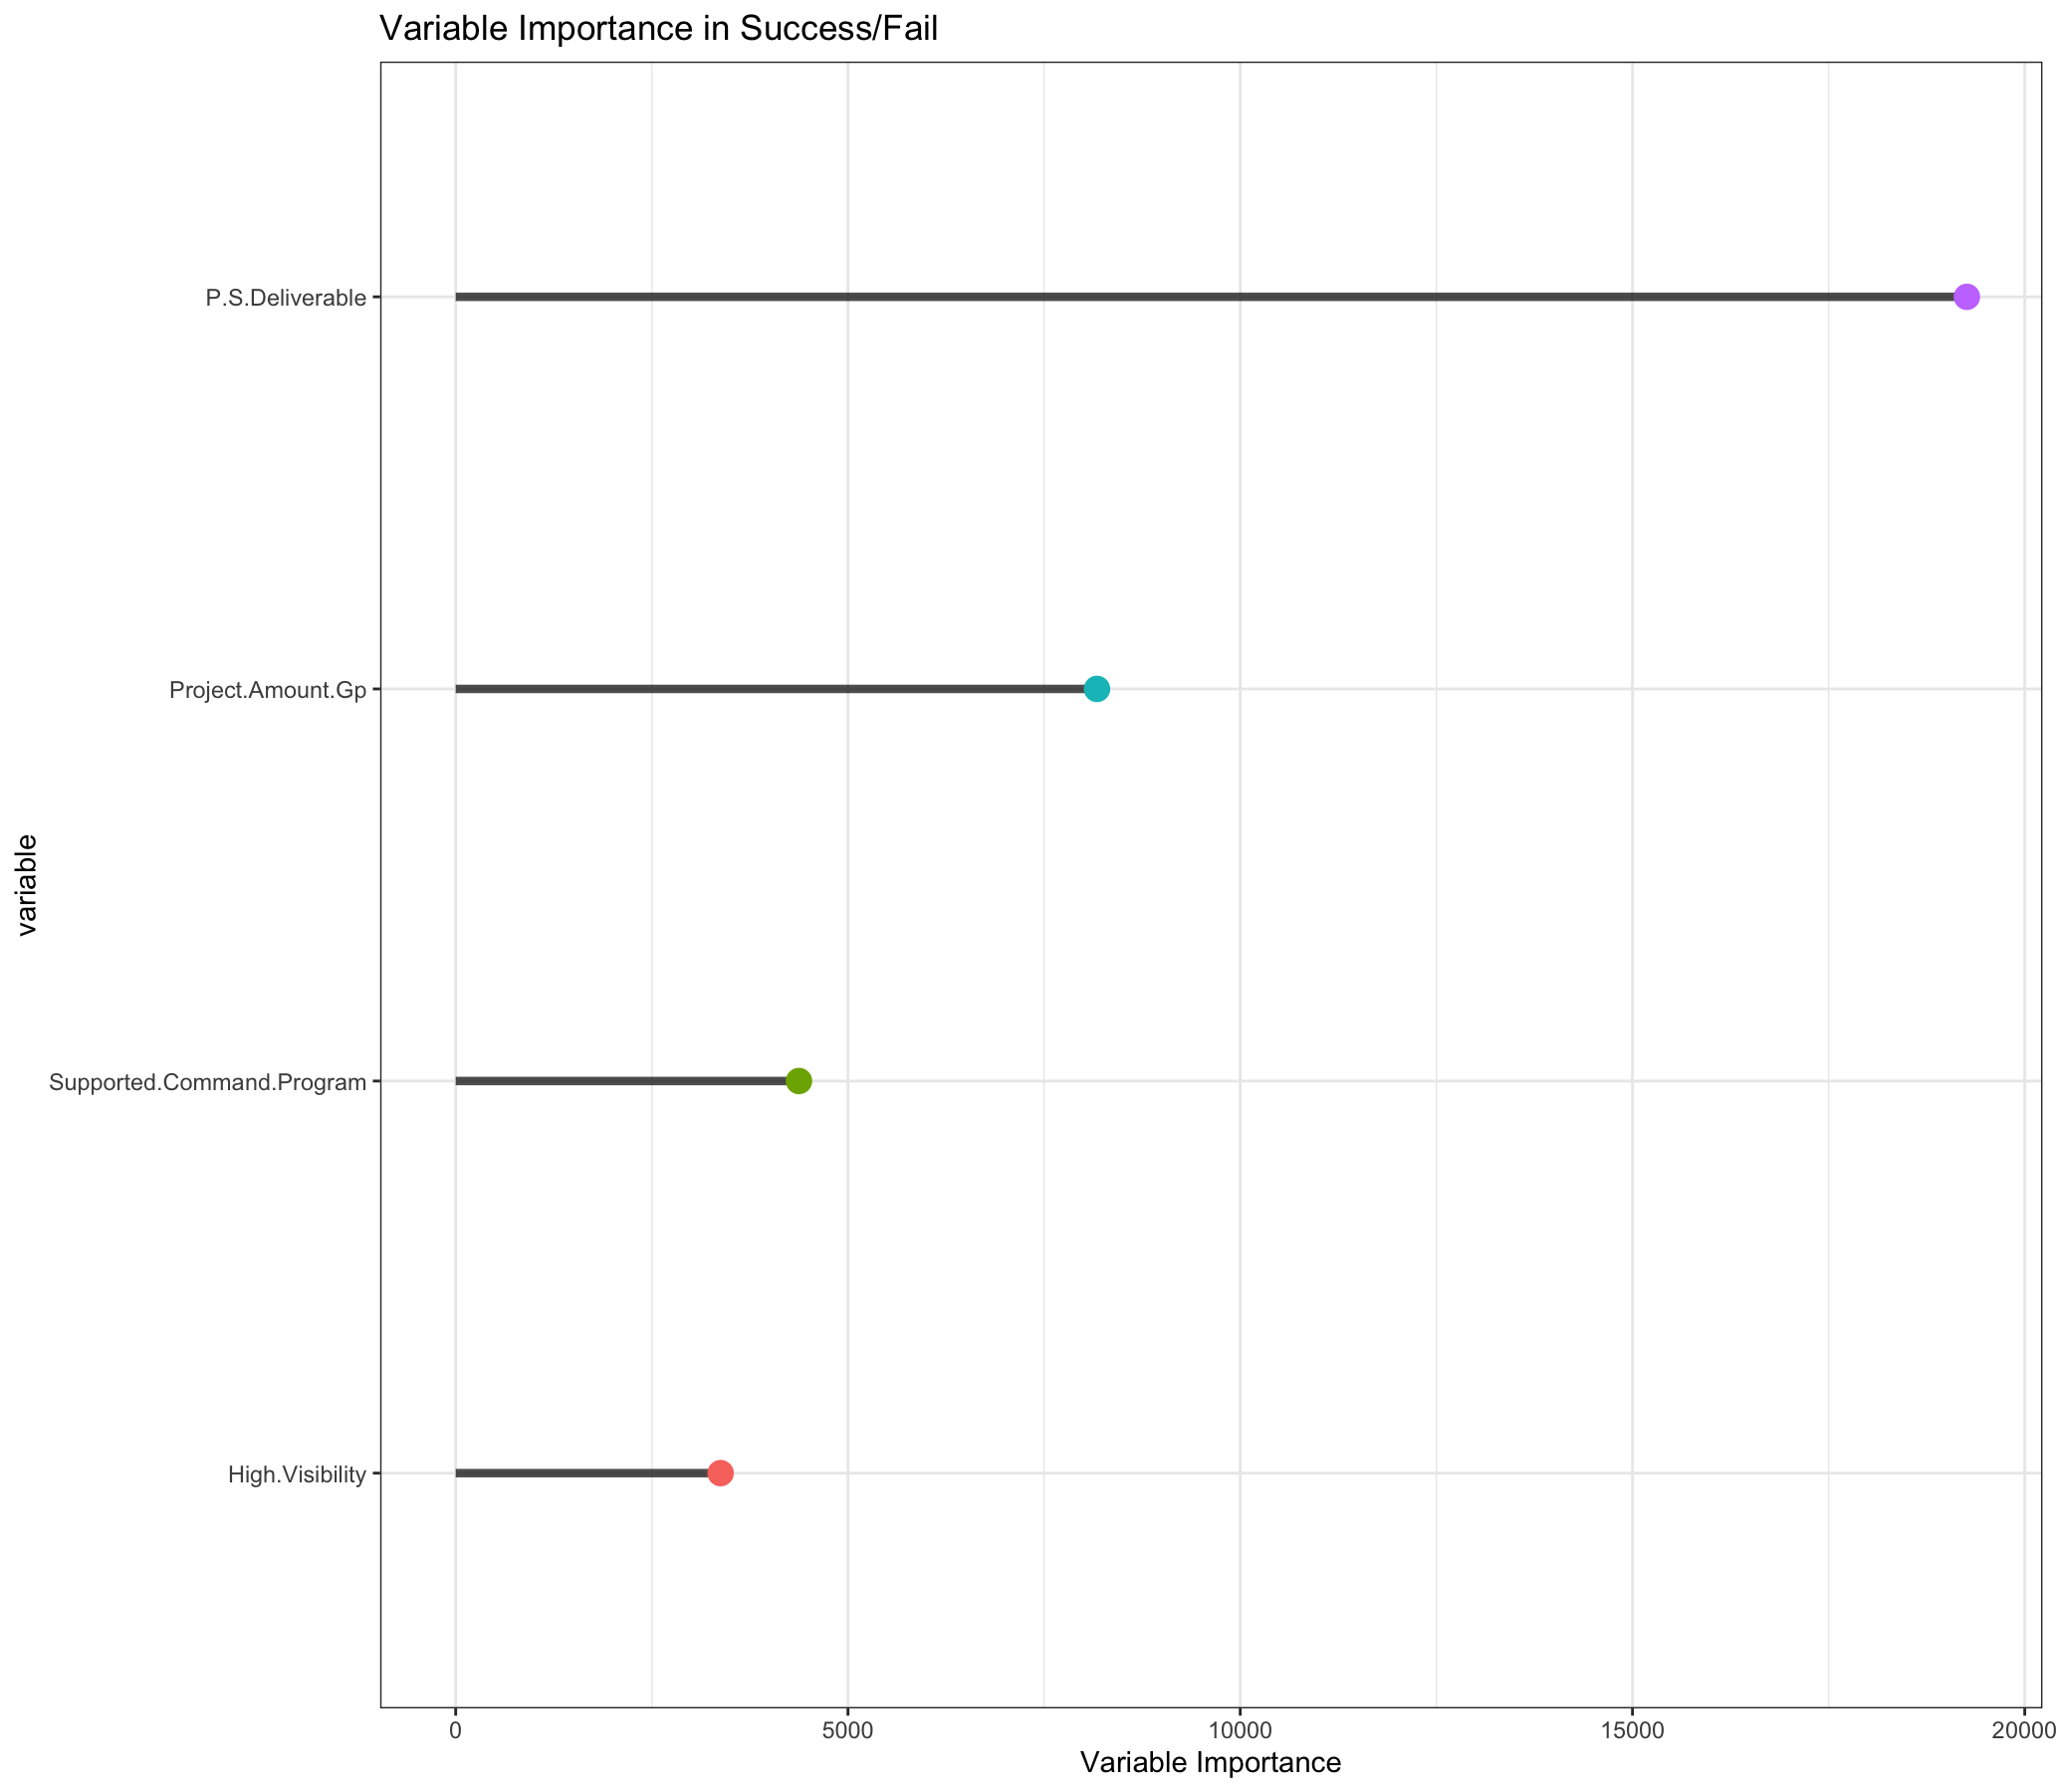 Variable Importance in Success/Fail
P.S.Deliverable
Project.Amount.Gp
variable
Supported.Command.Program
High.Visibility
0 5000 10000 15000 20000
Variable Importance